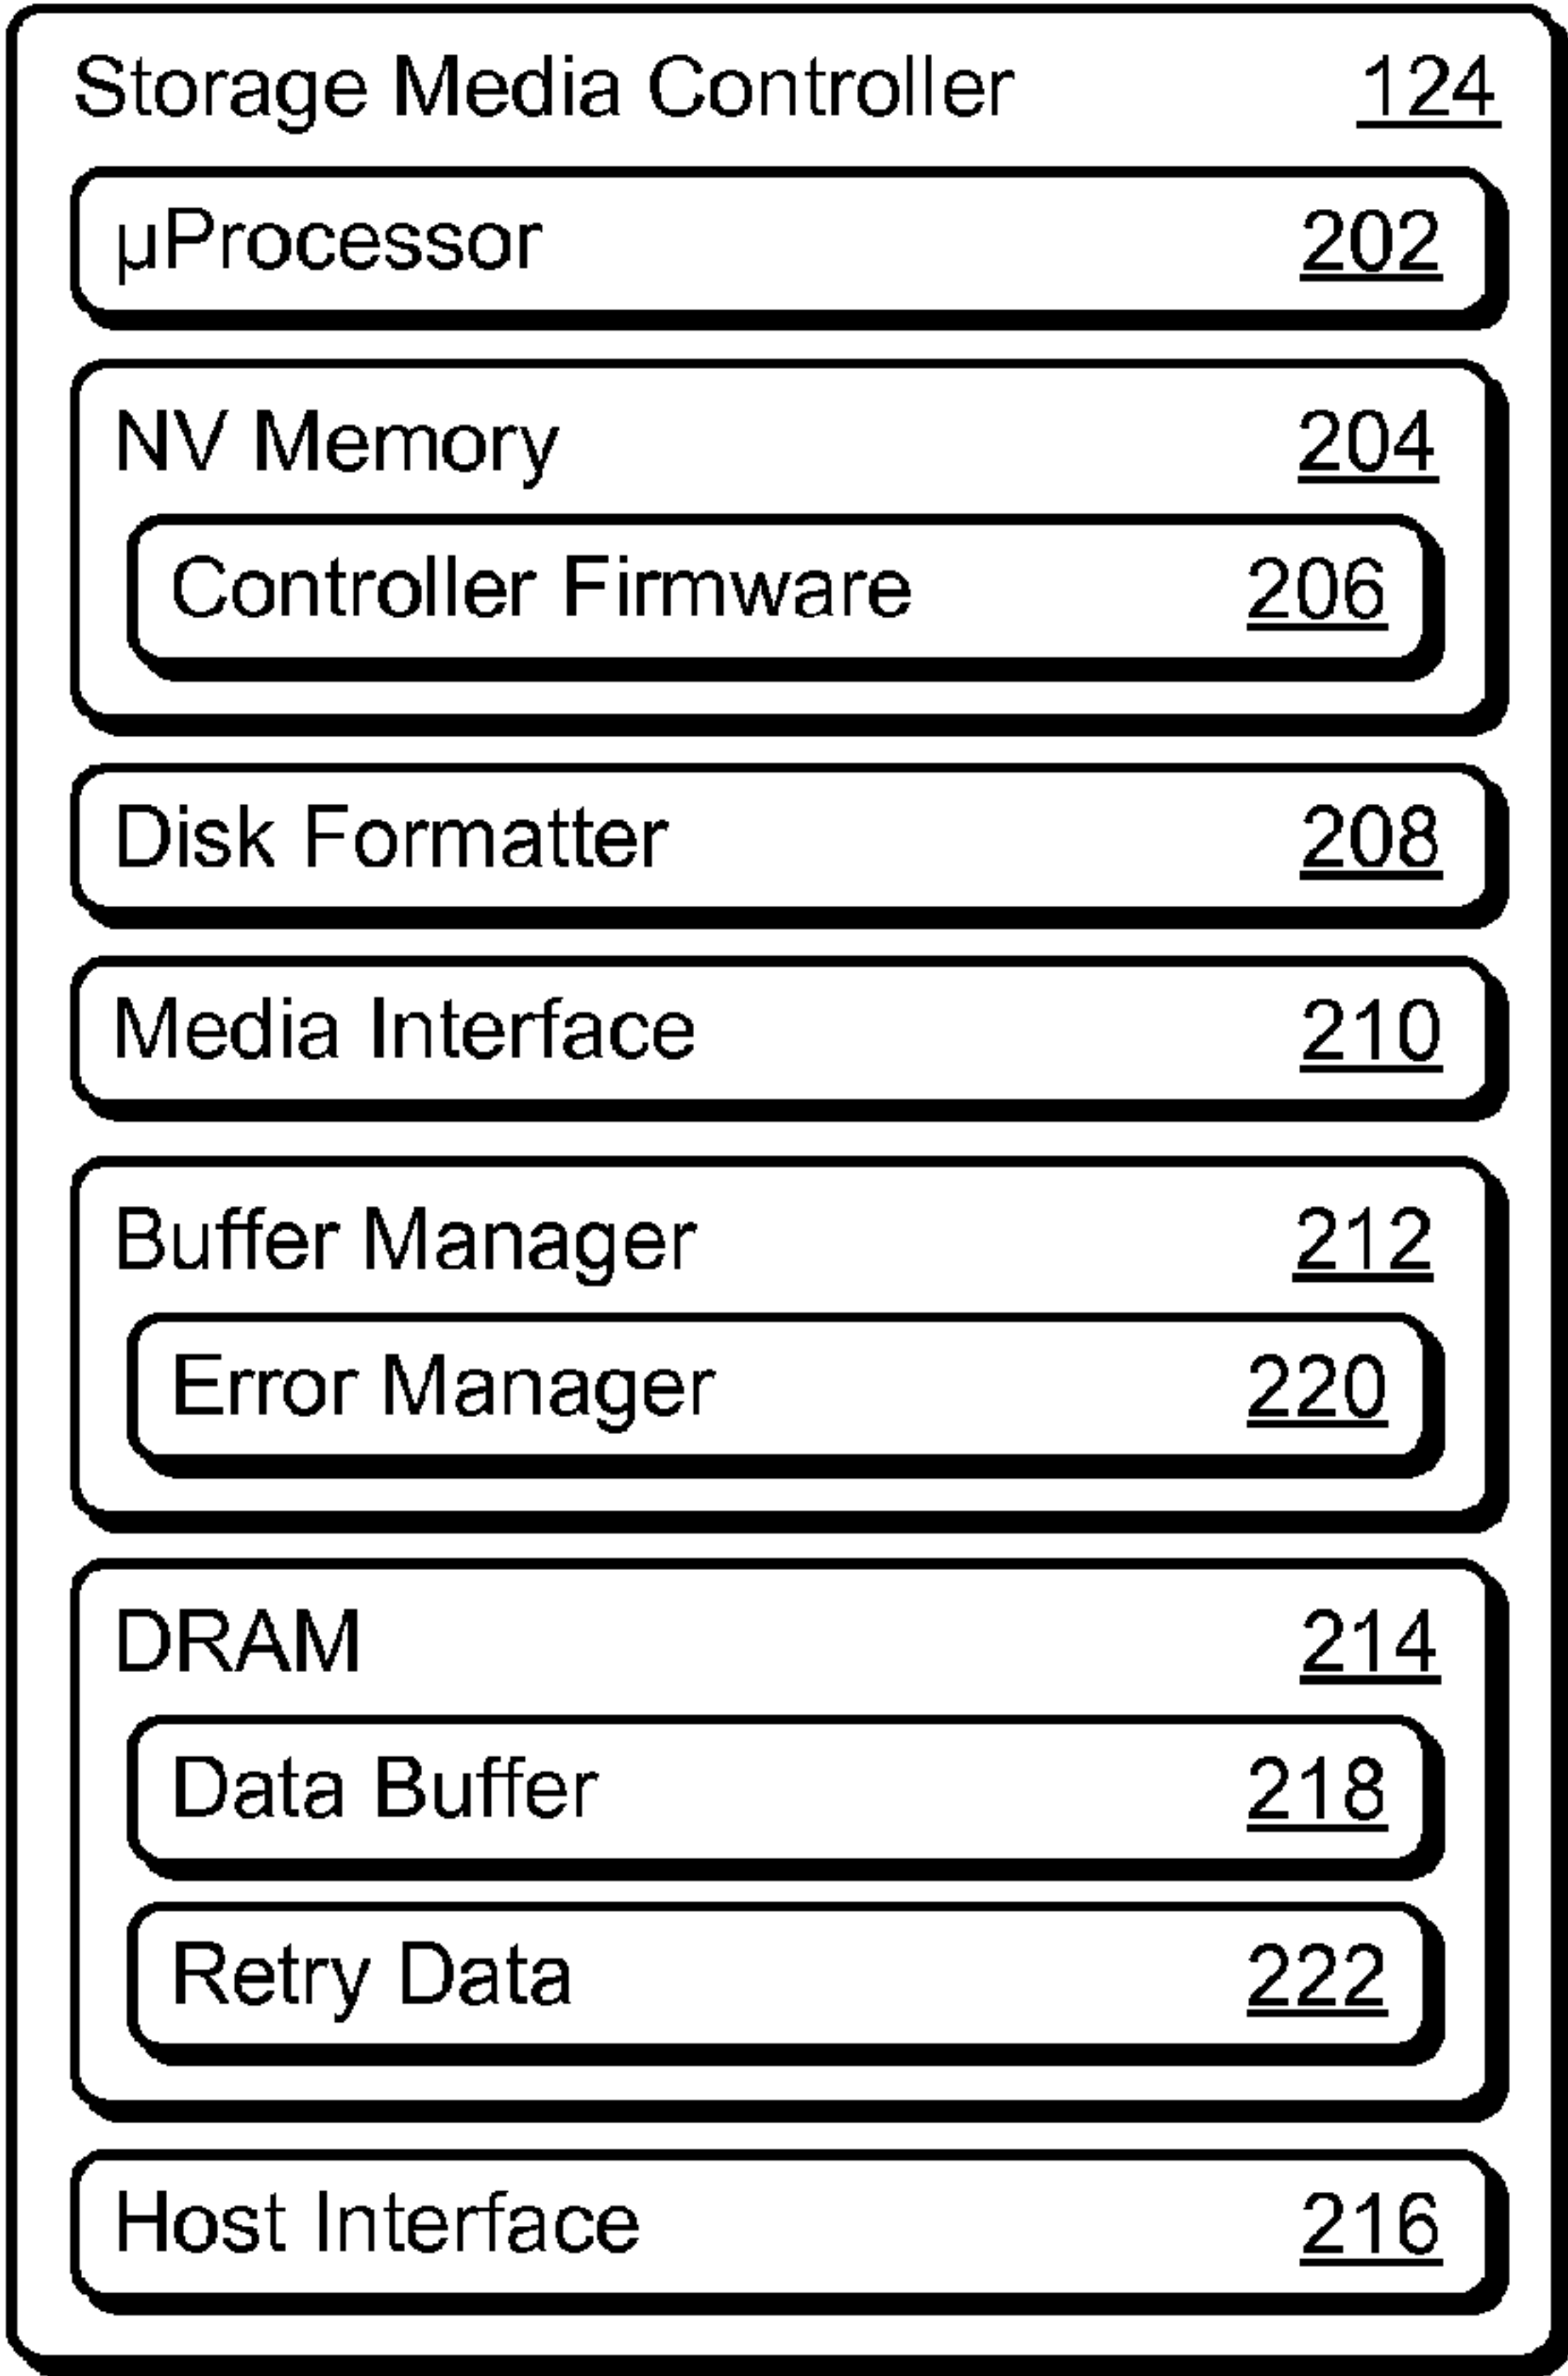 Storage Media Controller 124
µProcessor 202
NV Memory 204
Controller Firmware 206
Disk Formatter 208
Media Interface 210
Buffer Manager 212
Error Manager 220
DRAM 214
Data Buffer 218
Retry Data 222
Host Interface 216